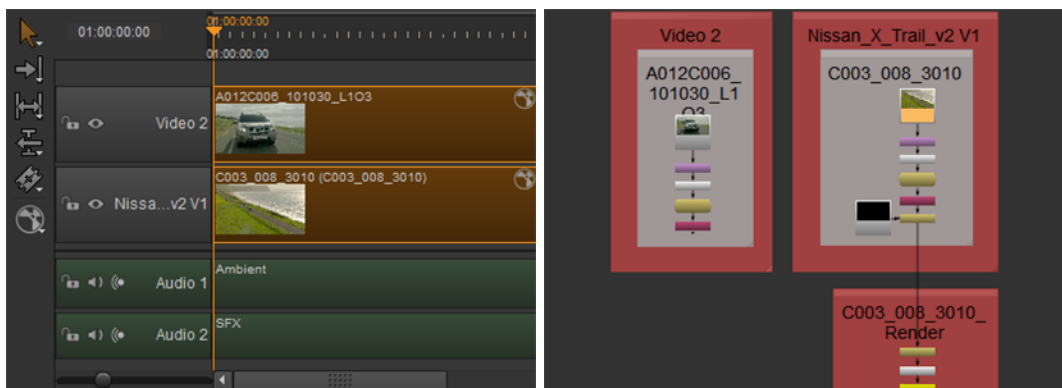 01:00:00:00
01:00:00:00
01:00:00:00
A012C006_101030_L1O3
Video 2
C003_008_3010 (C003_008_3010)
Nissa...v2 V1
Ambient
Audio 1
SFX
Audio 2
Video 2
A012C006_
101030_L1
O3
Nissan_X_Trail_v2 V1
C003_008_3010
C003_008_3010_
Render